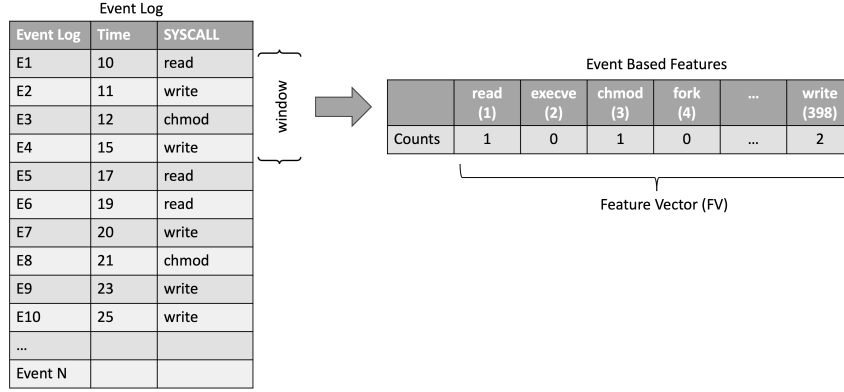 Event Log
Event Log Time SYSCALL
E1 10 read
E2 11 write
E3 12 chmod
E4 15 write
E5 17 read
E6 19 read
E7 20 write
E8 21 chmod
E9 23 write
E10 25 write
...
Event N
window
Event Based Features
read execve chmod fork ... write
(1) (2) (3) (4) (398)
Counts 1 0 1 0 ... 2
Feature Vector (FV)